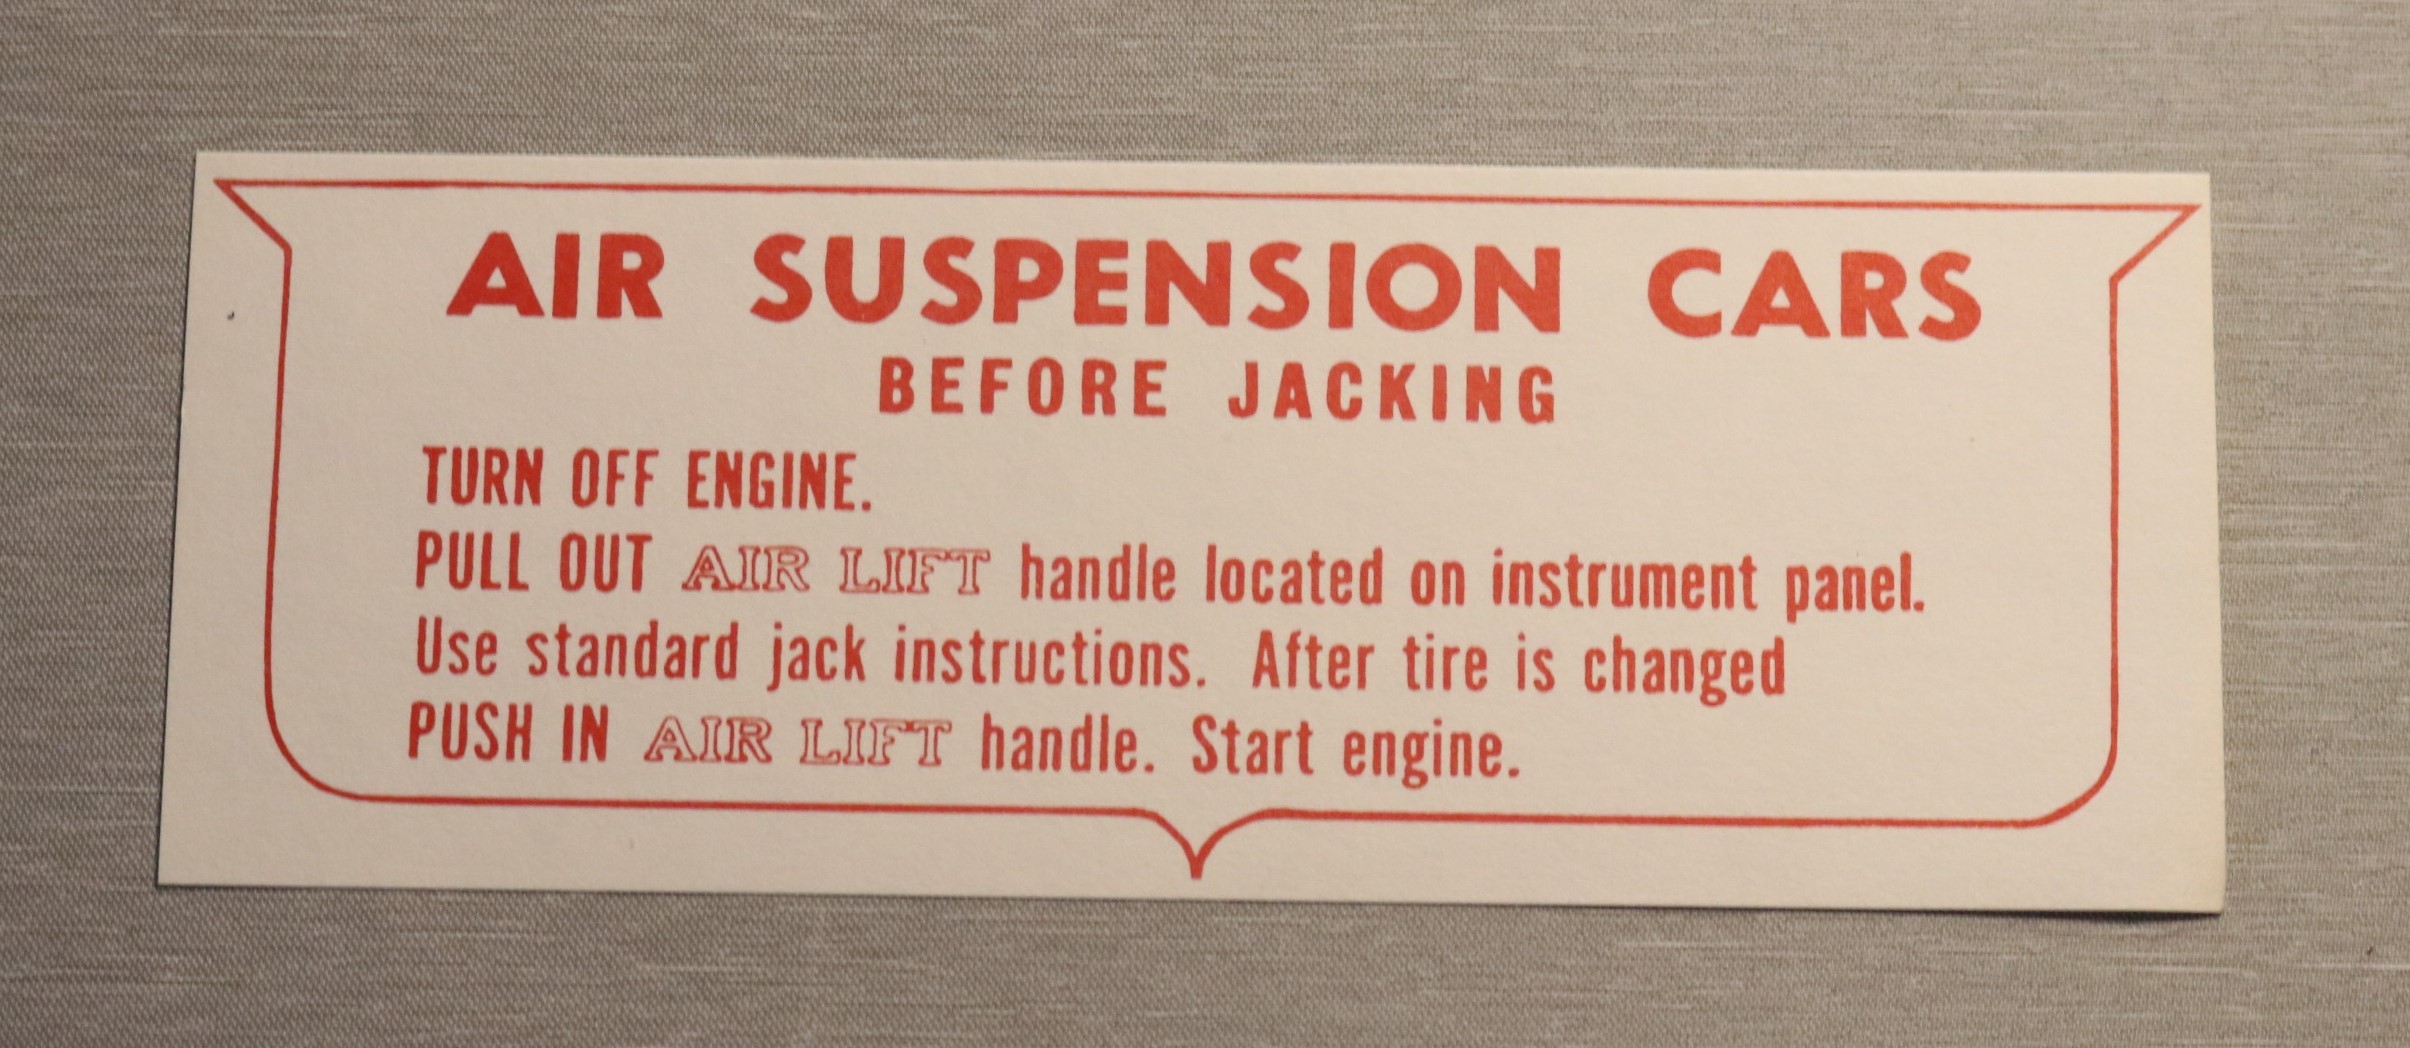 AIR SUSPENSION CARS
BEFORE JACKING
TURN OFF ENGINE.
PULL OUT AIR LIFT handle located on instrument panel.
Use standard jack instructions. After tire is changed
PUSH IN AIR LIFT handle. Start engine.